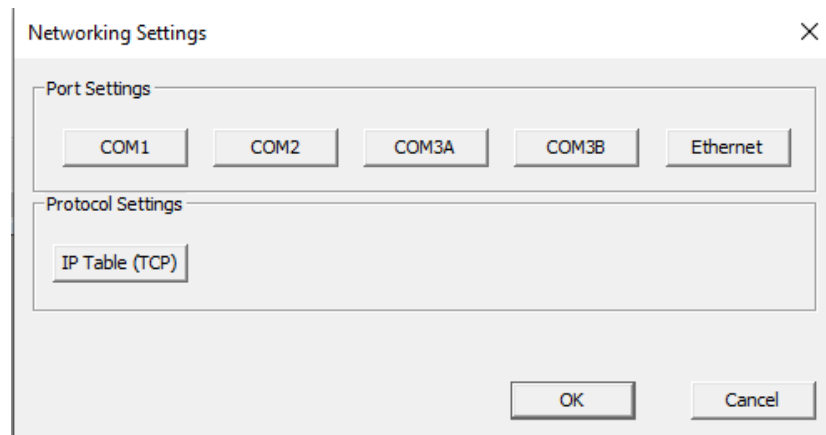 Networking Settings
Port Settings
COM1 COM2 COM3A COM3B Ethernet
Protocol Settings
IP Table (TCP)
OK Cancel